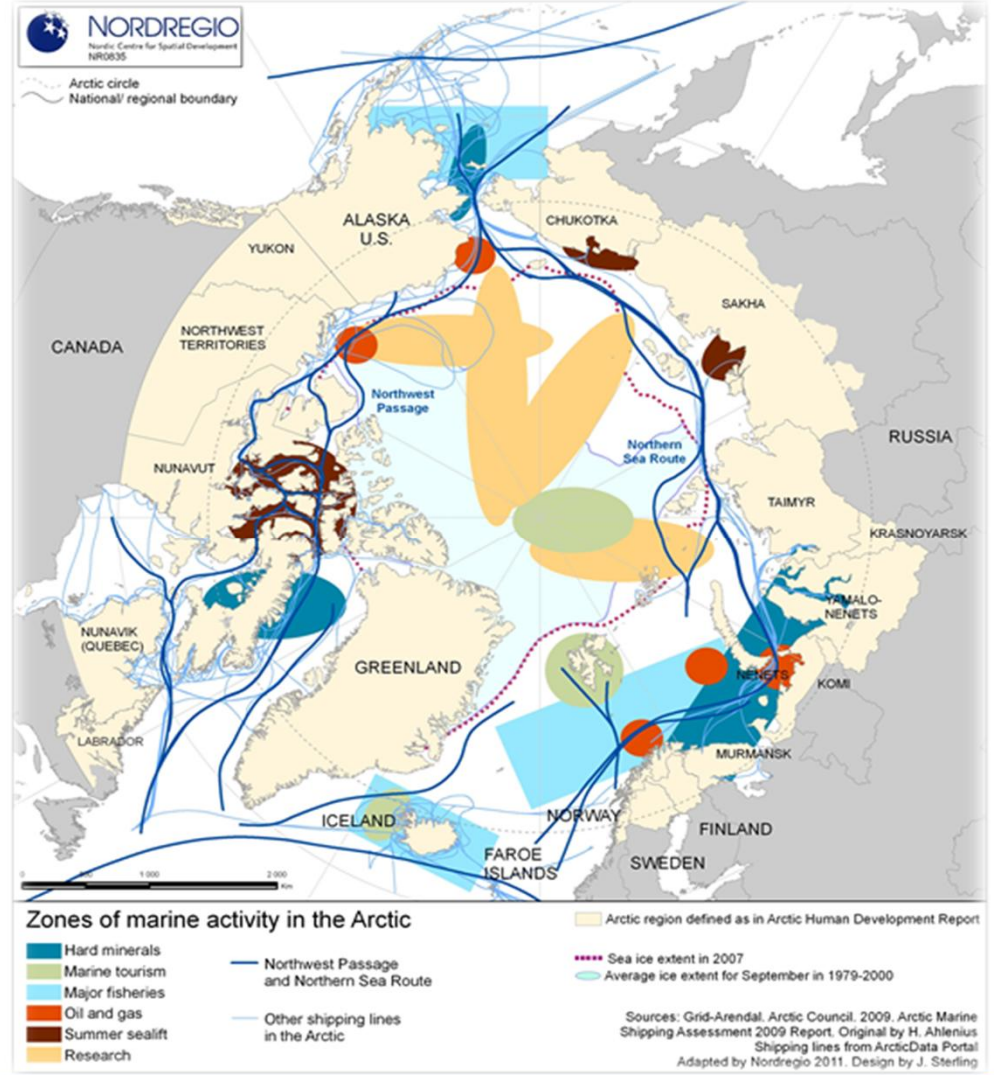 NORDREGIO
Nordic Centre for Spatial Development
NR0835
Arctic circle
National/ regional boundary
ALASKA
U.S.
CHUKOTKA
YUKON
SAKHA
NORTHWEST
TERRITORIES
CANADA
Northwest
Passage
RUSSIA
Northern
Sea Route
NUNAVUT
TAIMYR
KRASNOYARSK
YAMALO-
NENETS
NUNAVIK
(QUEBEC)
GREENLAND
NENETS
KOMI
LABRADOR
MURMANSK
ICELAND
NORWAY
FINLAND
FAROE
ISLANDS
SWEDEN
0 500 1 000 2 000
Km
Zones of marine activity in the Arctic
Hard minerals
Marine tourism
Major fisheries
Oil and gas
Summer sealift
Research
Northwest Passage
and Northern Sea Route
Other shipping lines
in the Arctic
Arctic region defined as in Arctic Human Development Report
Sea ice extent in 2007
Average ice extent for September in 1979-2000
Sources: Grid-Arendal. Arctic Council. 2009. Arctic Marine
Shipping Assessment 2009 Report. Original by H. Ahlenius
Shipping lines from ArcticData Portal
Adapted by Nordregio 2011. Design by J. Sterling